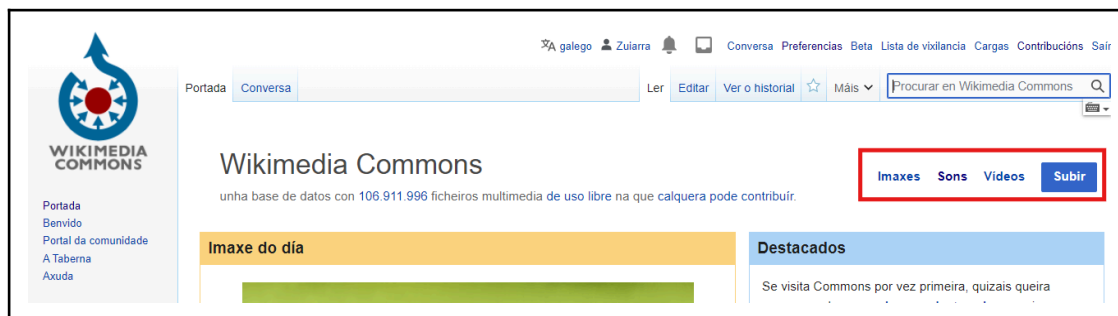 galego Zuiarra Conversa Preferencias Beta Lista de vixilancia Cargas Contribucións Saír
Portada Conversa Ler Editar Ver o historial Máis Procurar en Wikimedia Commons
WIKIMEDIA
COMMONS
Wikimedia Commons
unha base de datos con 106.911.996 ficheiros multimedia de uso libre na que calquera pode contribuír.
Imaxes Sons Vídeos Subir
Portada
Benvido
Portal da comunidade
A Taberna
Axuda
Imaxe do día
Destacados
Se visita Commons por vez primeira, quizais queira